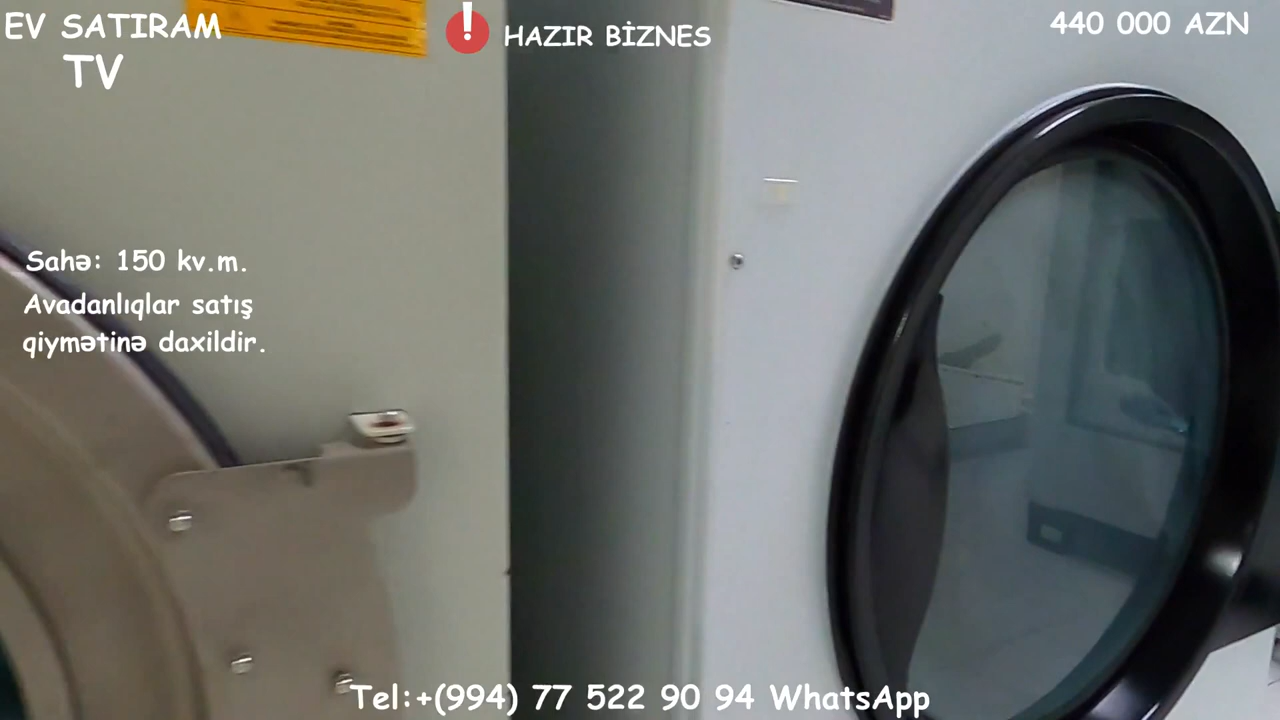 EV SATIRAM
TV
HAZIR BİZNES
440 000 AZN
Sahə: 150 kv.m.
Avadanlıqlar satış
qiymətinə daxildir.
Tel:+(994) 77 522 90 94 WhatsApp